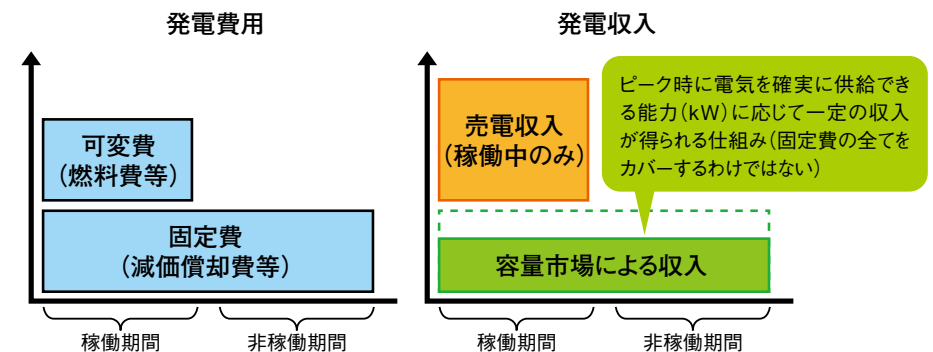 発電費用
可変費
(燃料費等)
固定費
(減価償却費等)
稼働期間
非稼働期間
発電収入
売電収入
(稼働中のみ)
ピーク時に電気を確実に供給でき
る能力(kW)に応じて一定の収入
が得られる仕組み(固定費の全てを
カバーするわけではない)
容量市場による収入
稼働期間
非稼働期間